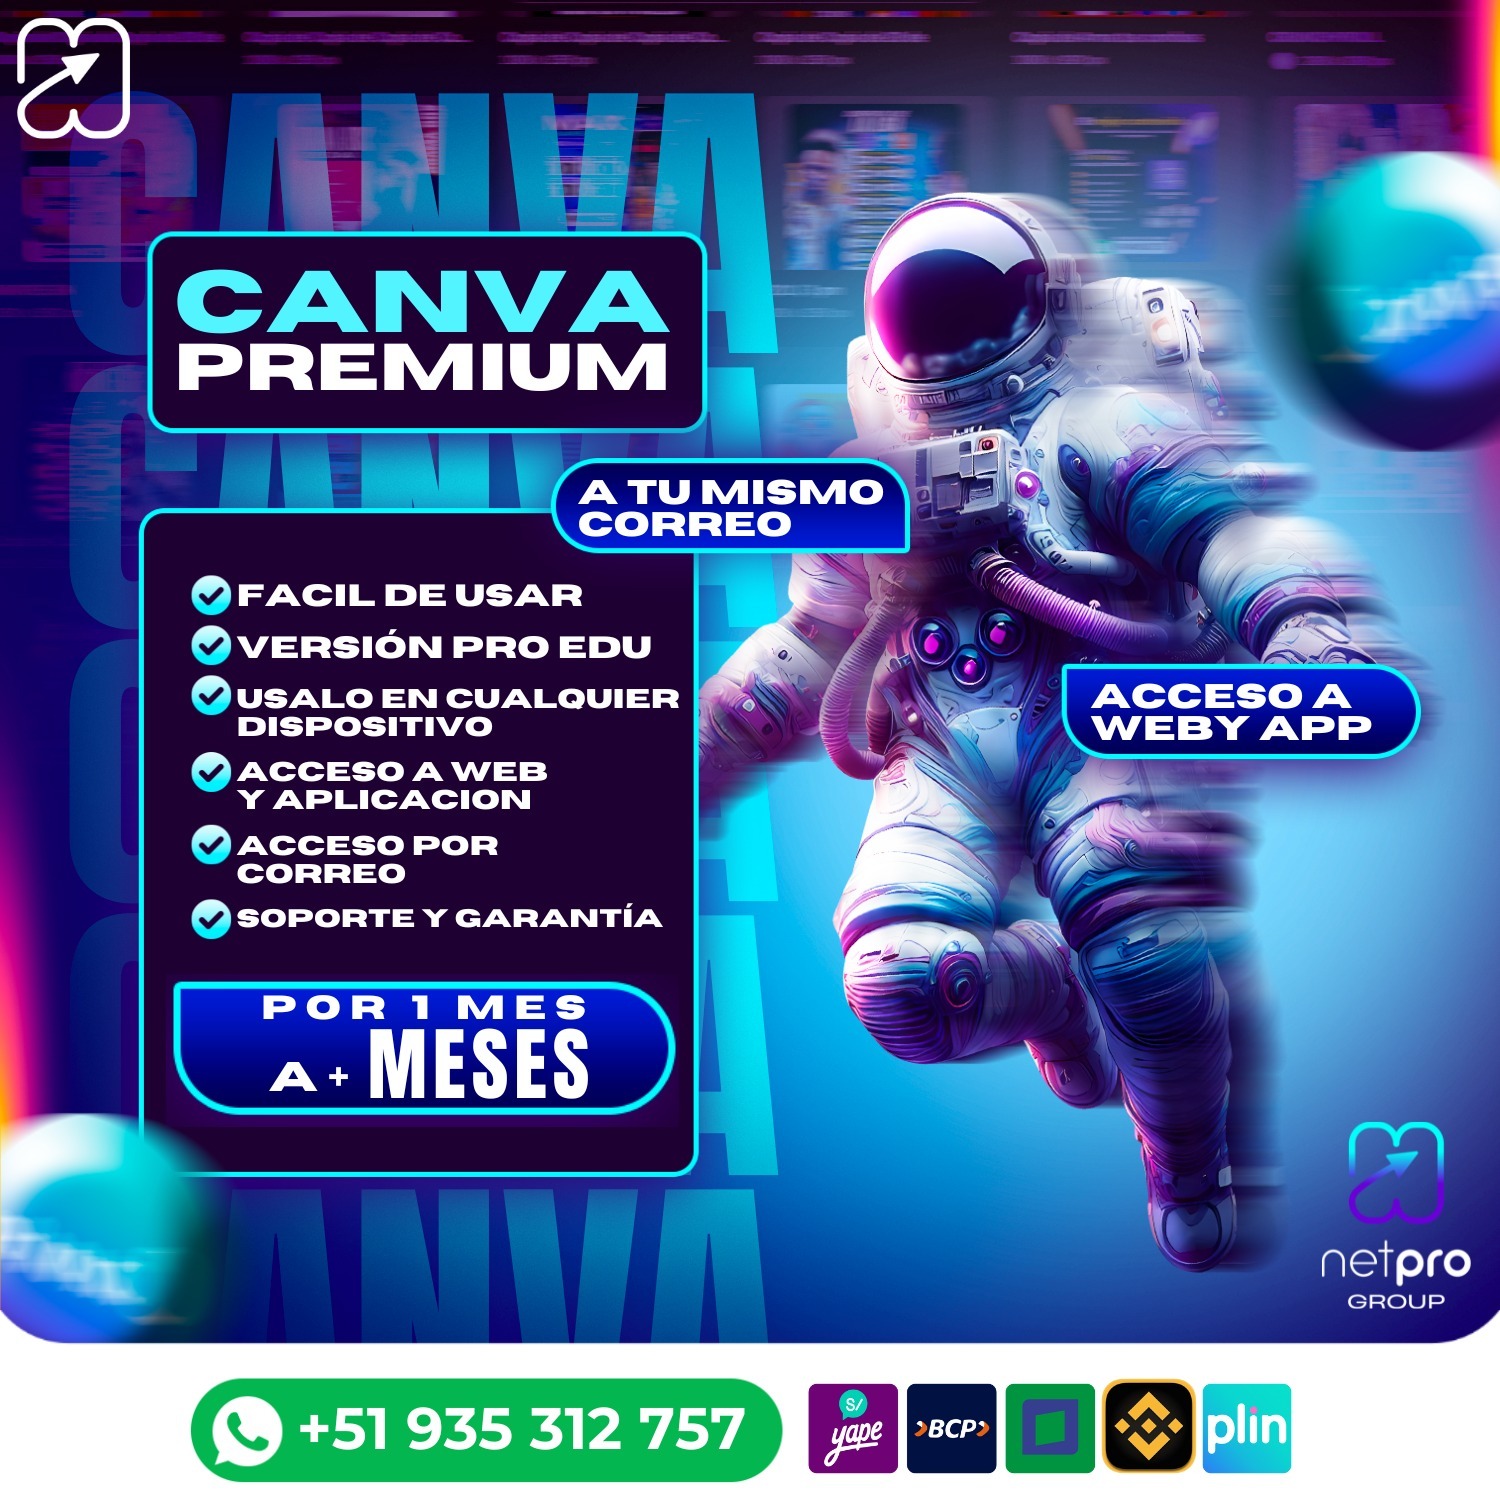 CANVA
CANVA
PREMIUM
A TU MISMO
CORREO
FACIL DE USAR
VERSIÓN PRO EDU
USALO EN CUALQUIER
DISPOSITIVO
ACCESO A WEB
Y APLICACION
ACCESO POR
CORREO
SOPORTE Y GARANTÍA
ACCESO A
WEBY APP
POR 1 MES
A + MESES
netpro
GROUP
+51 935 312 757
S/
yape
BCP
plin